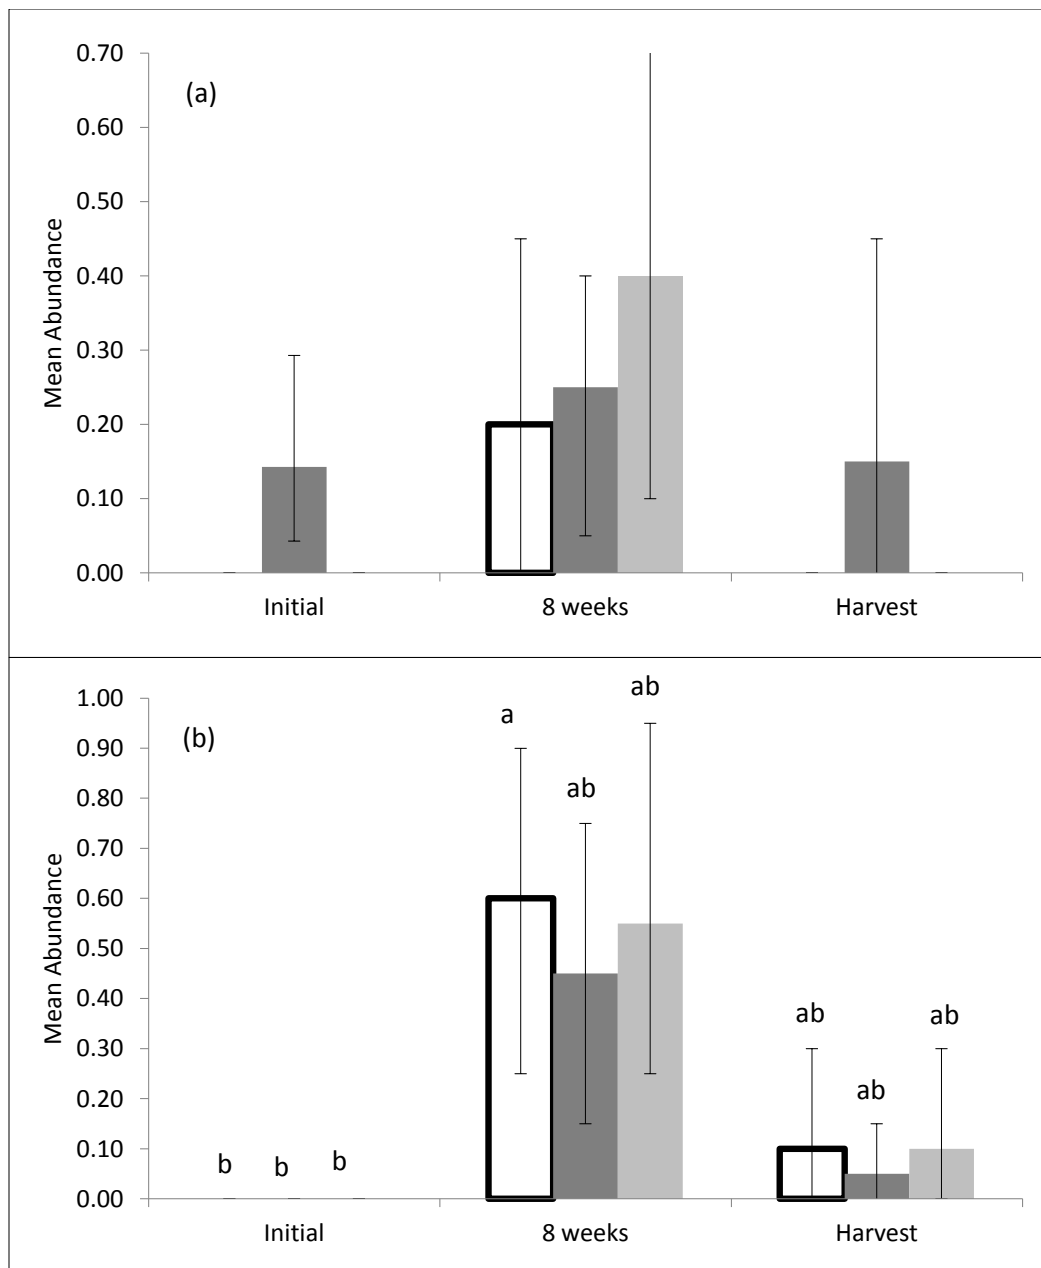 0.70
(a)
0.60
0.50
0.40
0.30
0.20
0.10
0.00
Mean Abundance
Initial 8 weeks Harvest
1.00
(b)
0.90
0.80
0.70
0.60
0.50
0.40
0.30
0.20
0.10
0.00
Mean Abundance
a ab ab
b b b
ab ab ab
Initial 8 weeks Harvest